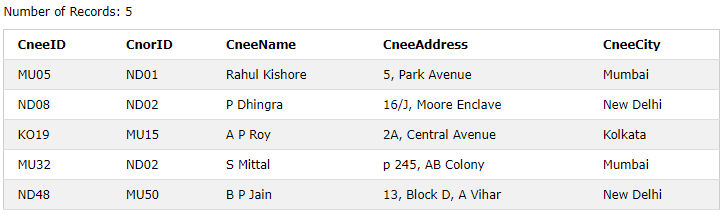 Number of Records: 5
CneeID CnorID CneeName CneeAddress CneeCity
MU05 ND01 Rahul Kishore 5, Park Avenue Mumbai
ND08 ND02 P Dhingra 16/J, Moore Enclave New Delhi
KO19 MU15 A P Roy 2A, Central Avenue Kolkata
MU32 ND02 S Mittal p 245, AB Colony Mumbai
ND48 MU50 B P Jain 13, Block D, A Vihar New Delhi